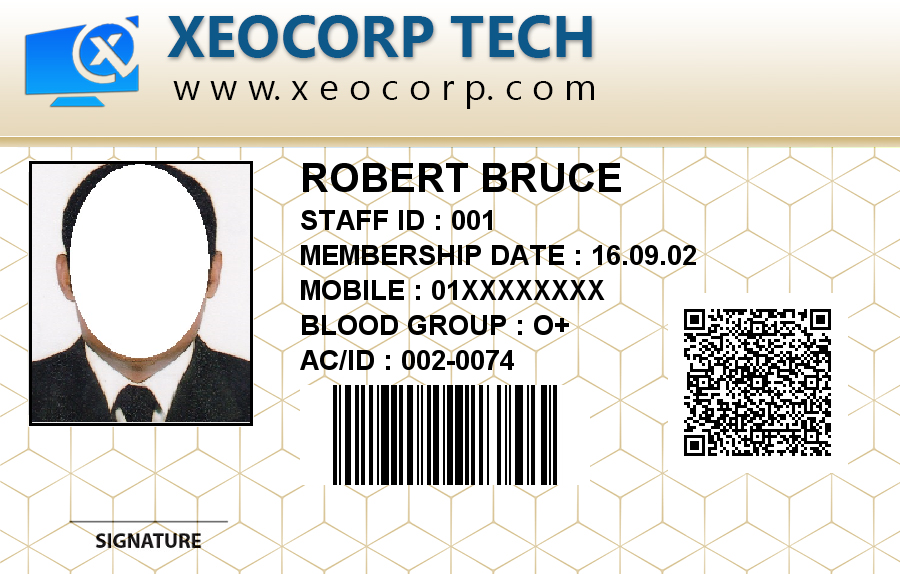 XEOCORP TECH
www.xeocorp.com
ROBERT BRUCE
STAFF ID : 001
MEMBERSHIP DATE : 16.09.02
MOBILE : 01XXXXXXXX
BLOOD GROUP : O+
AC/ID : 002-0074
SIGNATURE